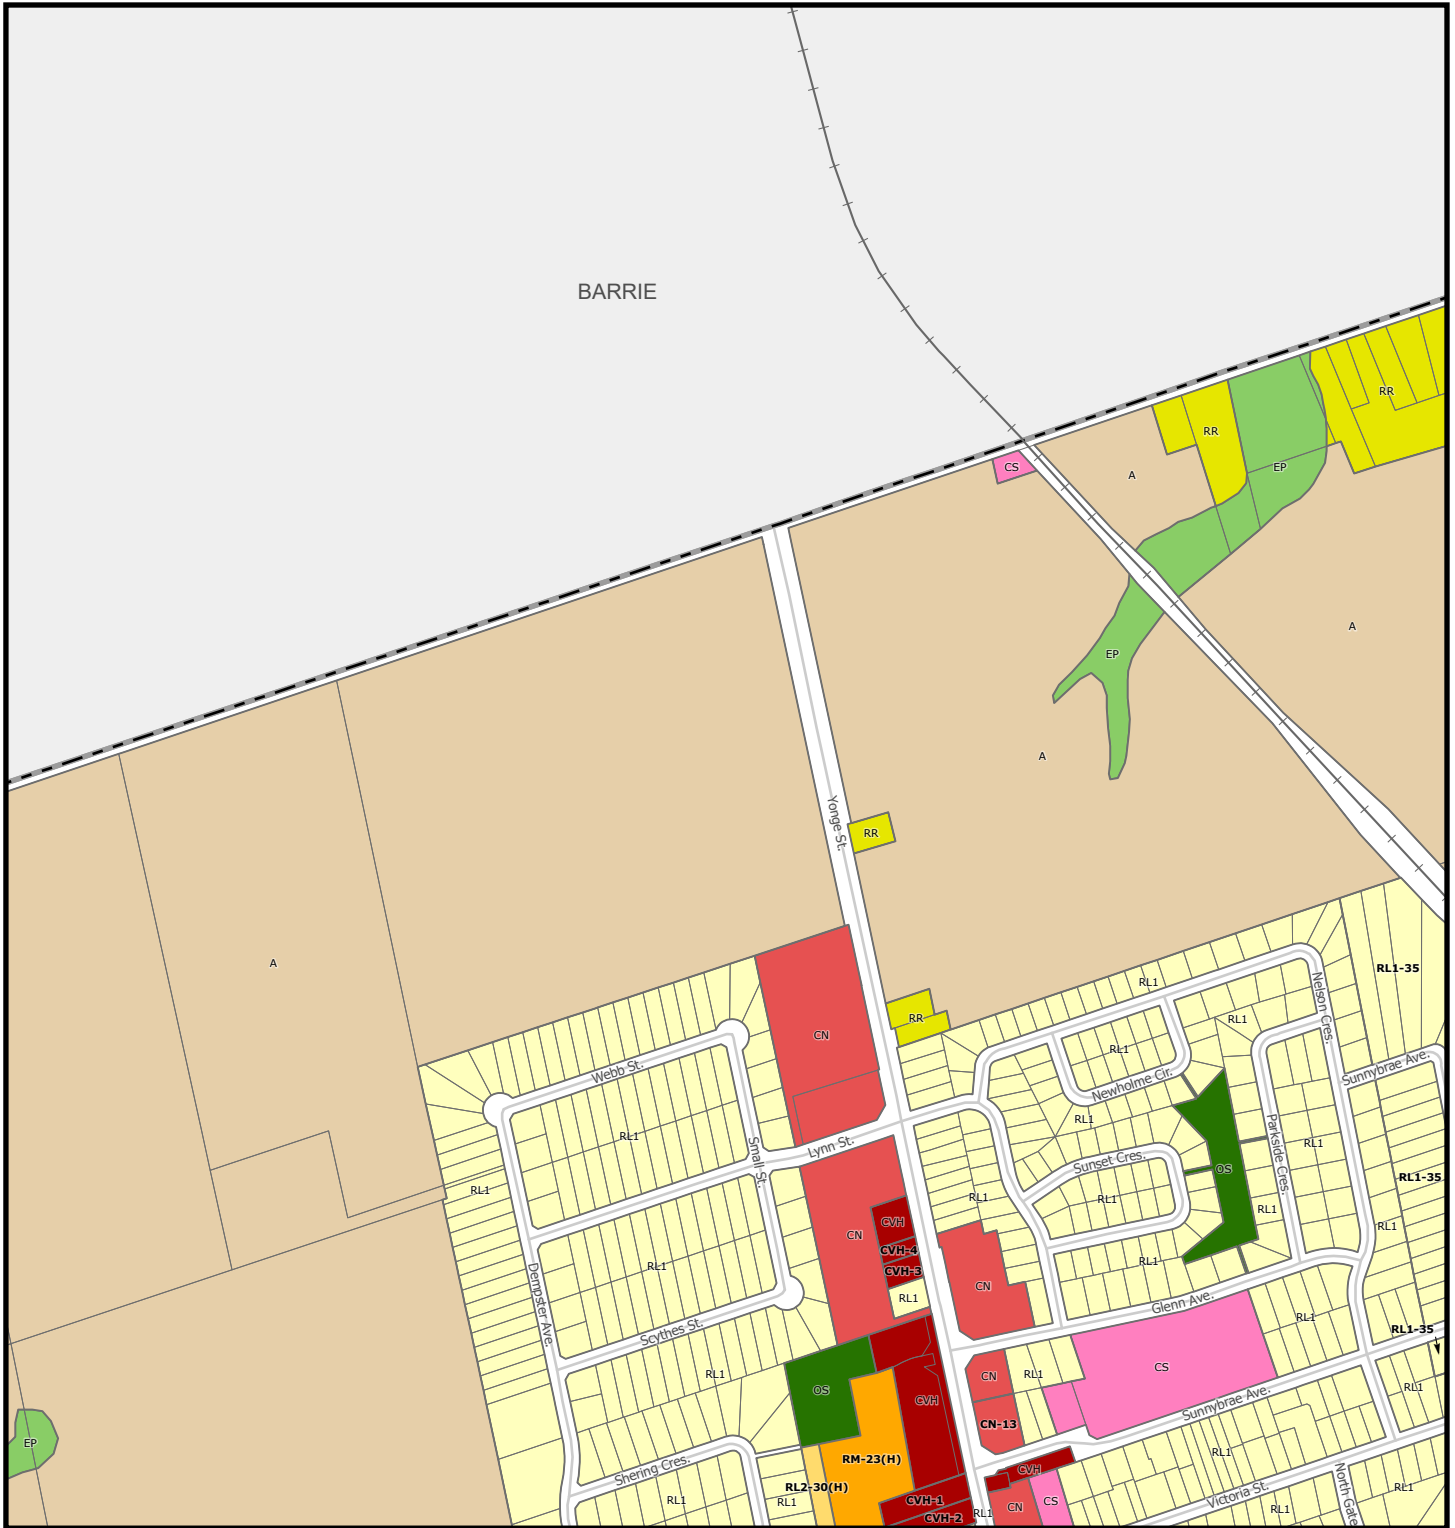 BARRIE
RR
RR
CS
EP
A
A
EP
A
Yonge St.
RR
A
RL1-35
RL1
Nelson Cres.
RR
RL1
CN
RL1
Sunnybrae Ave.
Webb St.
Newholme Cir.
RL1
RL1
RL1
Lynn St.
Small St.
Parkside Cres.
Sunset Cres.
OS
RL1-35
RL1
RL1
RL1
RL1
CVH
RL1
CN
CVH-4
RL1
RL1
CVH-3
CN
RL1
Dempster Ave.
Glenn Ave.
RL1
RL1-35
Scythes St.
CS
RL1
CN
RL1
OS
RL1
CVH
Sunnybrae Ave.
CN-13
EP
RL1
RM-23(H)
Shering Cres.
CVH
RL2-30(H)
RL1
Victoria St.
North Gate
RL1
RL1
CVH-1
CS
CN
RL1
RL1
CVH-2